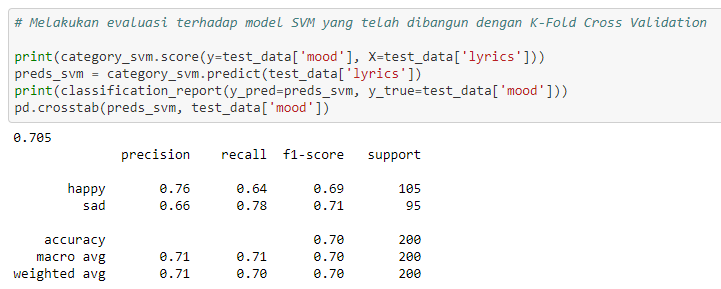 # Melakukan evaluasi terhadap model SVM yang telah dibangun dengan K-Fold Cross Validation
print(category_svm.score(y=test_data['mood'], X=test_data['lyrics']))
preds_svm = category_svm.predict(test_data['lyrics'])
print(classification_report(y_pred=preds_svm, y_true=test_data['mood']))
pd.crosstab(preds_svm, test_data['mood'])
0.705
precision recall f1-score support
happy 0.76 0.64 0.69 105
sad 0.66 0.78 0.71 95
accuracy 0.70 200
macro avg 0.71 0.71 0.70 200
weighted avg 0.71 0.70 0.70 200